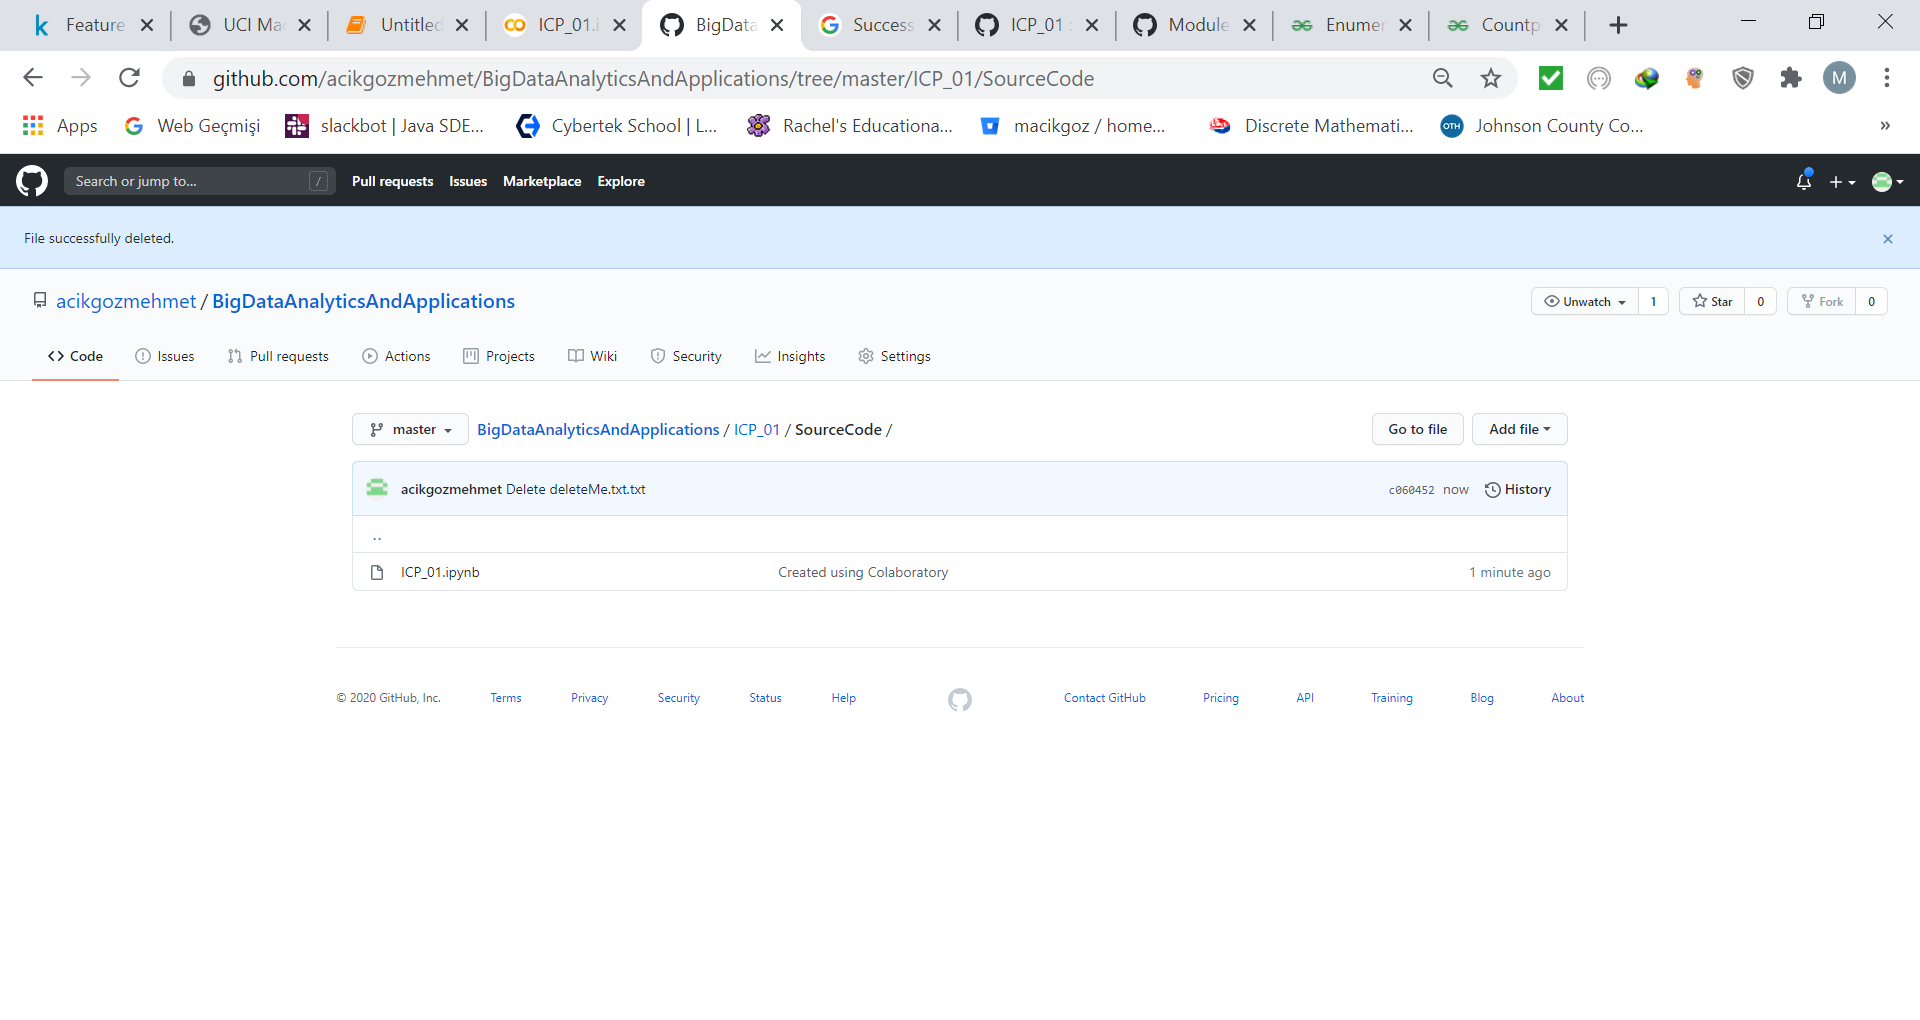 Feature UCI Ma Untitled ICP_01.i BigData Success ICP_01 Module Enumer Countp
github.com/acikgozmehmet/BigDataAnalyticsAndApplications/tree/master/ICP_01/SourceCode M
Apps Web Geçmişi slackbot | Java SDE... Cybertek School | L... Rachel's Educationa... macikgoz / home... OTH Discrete Mathemati... Johnson County Co... »
Search or jump to... / Pull requests Issues Marketplace Explore
File successfully deleted.
acikgozmehmet / BigDataAnalyticsAndApplications Unwatch 1 Star 0 Fork 0
Code Issues Pull requests Actions Projects Wiki Security Insights Settings
master BigDataAnalyticsAndApplications / ICP_01 / SourceCode / Go to file Add file
acikgozmehmet Delete deleteMe.txt.txt c060452 now History
..
ICP_01.ipynb Created using Colaboratory 1 minute ago
© 2020 GitHub, Inc. Terms Privacy Security Status Help Contact GitHub Pricing API Training Blog About